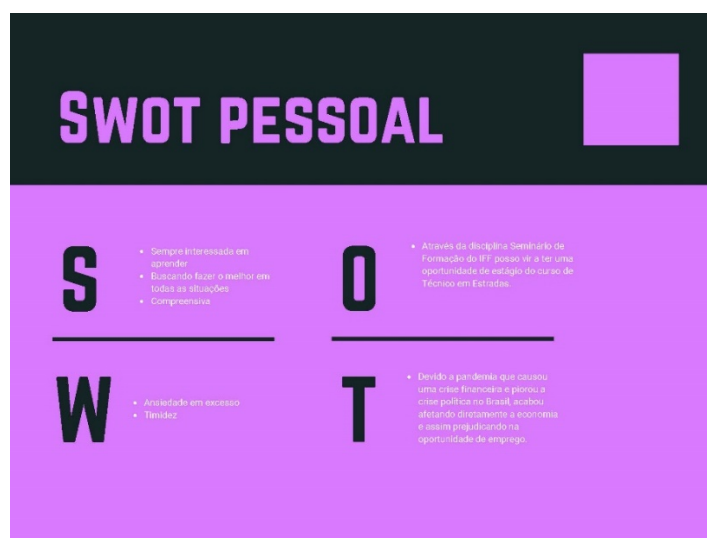 Swot pessoal
S
• Sempre interessada em
aprender
• Buscando fazer o melhor em
todas as situações
• Compreensiva
O
• Através da disciplina Seminário de
Formação do IFF posso vir a ter uma
oportunidade de estágio do curso de
Técnico em Estradas.
W
• Ansiedade em excesso
• Timidez
T
• Devido a pandemia que causou
uma crise financeira e piorou a
crise política no Brasil, acabou
afetando diretamente a economia
e assim prejudicando na
oportunidade de emprego.